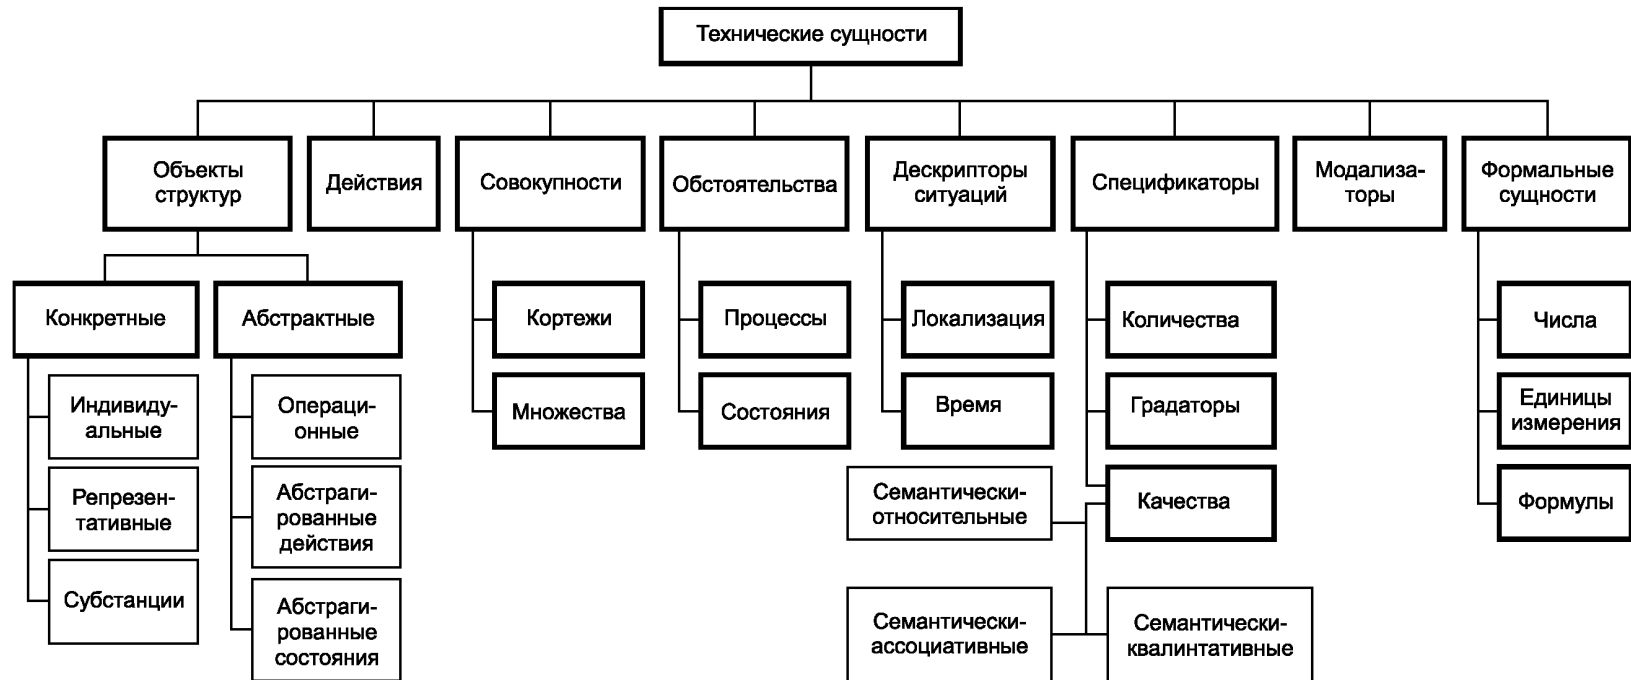 Технические сущности
Объекты
структур
Действия
Совокупности
Обстоятельства
Дескрипторы
ситуаций
Спецификаторы
Модализа-
торы
Формальные
сущности
Конкретные
Абстрактные
Кортежи
Процессы
Локализация
Количества
Числа
Индивиду-
альные
Операци-
онные
Множества
Состояния
Время
Градаторы
Единицы
измерения
Репрезен-
тативные
Абстраги-
рованные
действия
Семантически-
относительные
Качества
Формулы
Субстанции
Абстраги-
рованные
состояния
Семантически-
ассоциативные
Семантически-
квалинтативные